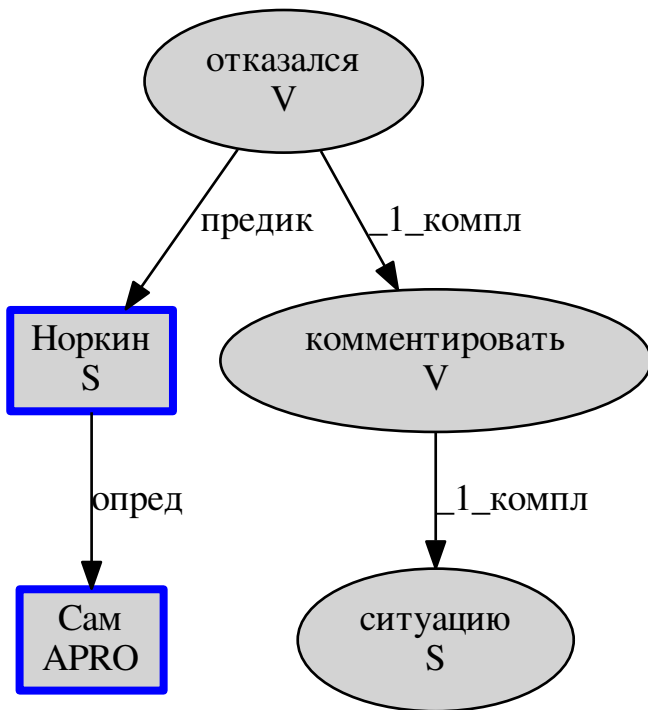 отказался
V
предик
_1_компл
Норкин
S
комментировать
V
опред
_1_компл
Сам
APRO
ситуацию
S